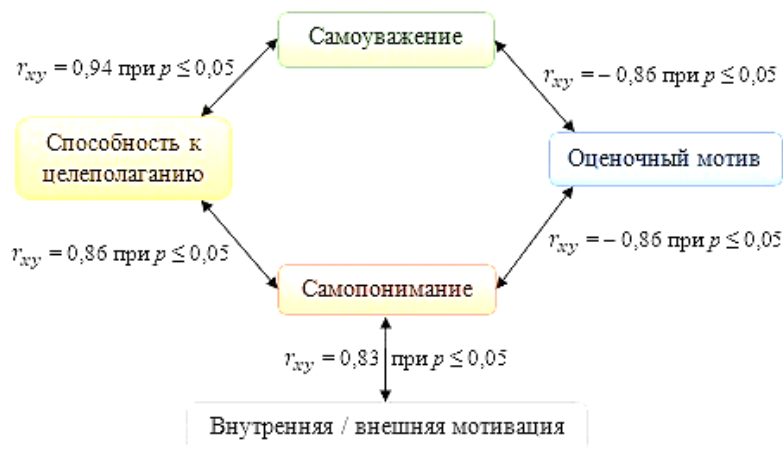 Самоуважение
r_xy = 0,94 при p ≤ 0,05
r_xy = – 0,86 при p ≤ 0,05
Способность к
целеполаганию
Оценочный мотив
r_xy = 0,86 при p ≤ 0,05
r_xy = – 0,86 при p ≤ 0,05
Самопонимание
r_xy = 0,83 при p ≤ 0,05
Внутренняя / внешняя мотивация